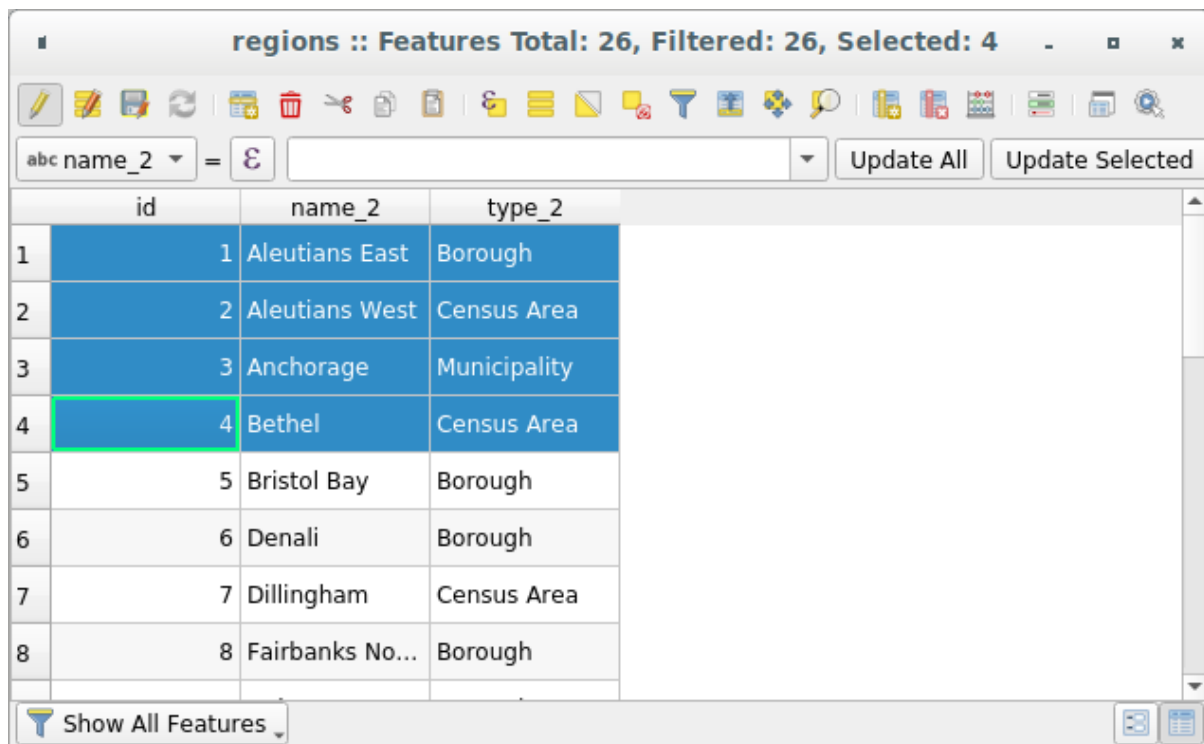 regions :: Features Total: 26, Filtered: 26, Selected: 4
abc name_2 = ε Update All Update Selected
id name_2 type_2
1 1 Aleutians East Borough
2 2 Aleutians West Census Area
3 3 Anchorage Municipality
4 4 Bethel Census Area
5 5 Bristol Bay Borough
6 6 Denali Borough
7 7 Dillingham Census Area
8 8 Fairbanks No... Borough
Show All Features